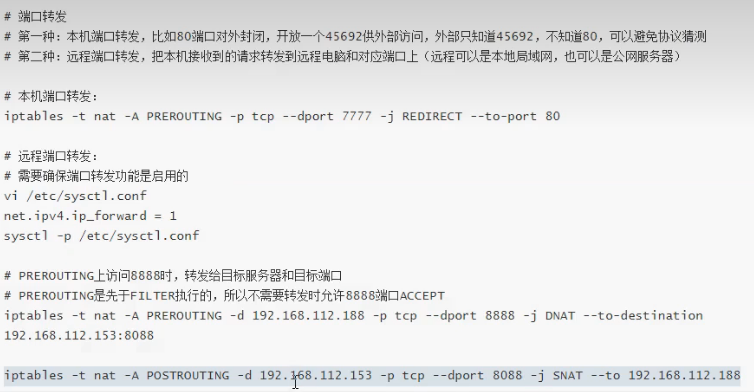 # 端口转发
# 第一种：本机端口转发，比如80端口对外封闭，开放一个45692供外部访问，外部只知道45692，不知道80，可以避免协议猜测
# 第二种：远程端口转发，把本机接收到的请求转发到远程电脑和对应端口上（远程可以是本地局域网，也可以是公网服务器）
# 本机端口转发：
iptables -t nat -A PREROUTING -p tcp --dport 7777 -j REDIRECT --to-port 80
# 远程端口转发：
# 需要确保端口转发功能是启用的
vi /etc/sysctl.conf
net.ipv4.ip_forward = 1
sysctl -p /etc/sysctl.conf
# PREROUTING上访问8888时，转发给目标服务器和目标端口
# PREROUTING是先于FILTER执行的，所以不需要转发时允许8888端口ACCEPT
iptables -t nat -A PREROUTING -d 192.168.112.188 -p tcp --dport 8888 -j DNAT --to-destination
192.168.112.153:8088
iptables -t nat -A POSTROUTING -d 192.168.112.153 -p tcp --dport 8088 -j SNAT --to 192.168.112.188